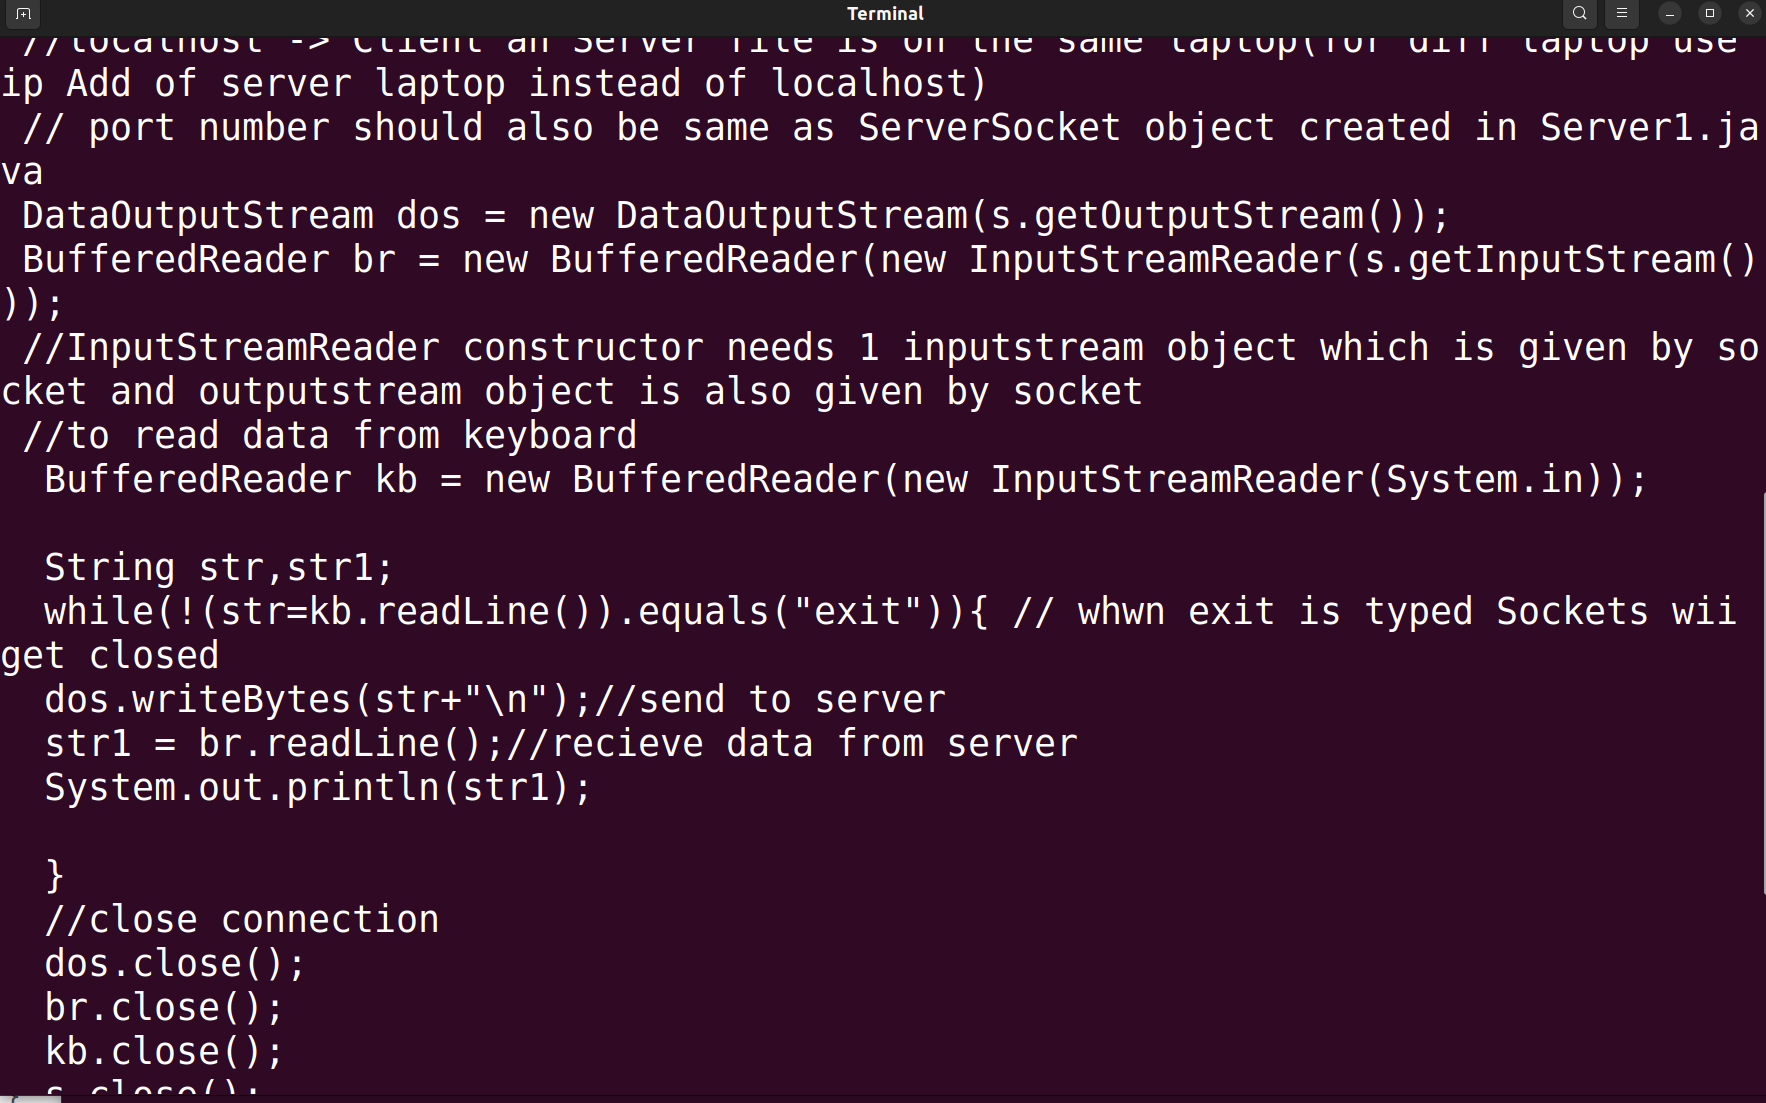 Terminal
//localhost -> Client an Server file is on the same laptop(for diff laptop use
ip Add of server laptop instead of localhost)
// port number should also be same as ServerSocket object created in Server1.ja
va
DataOutputStream dos = new DataOutputStream(s.getOutputStream());
BufferedReader br = new BufferedReader(new InputStreamReader(s.getInputStream()
));
//InputStreamReader constructor needs 1 inputstream object which is given by so
cket and outputstream object is also given by socket
//to read data from keyboard
BufferedReader kb = new BufferedReader(new InputStreamReader(System.in));
String str,str1;
while(!(str=kb.readLine()).equals("exit")){ // whwn exit is typed Sockets wii
get closed
dos.writeBytes(str+"\n");//send to server
str1 = br.readLine();//recieve data from server
System.out.println(str1);
}
//close connection
dos.close();
br.close();
kb.close();
s.close();